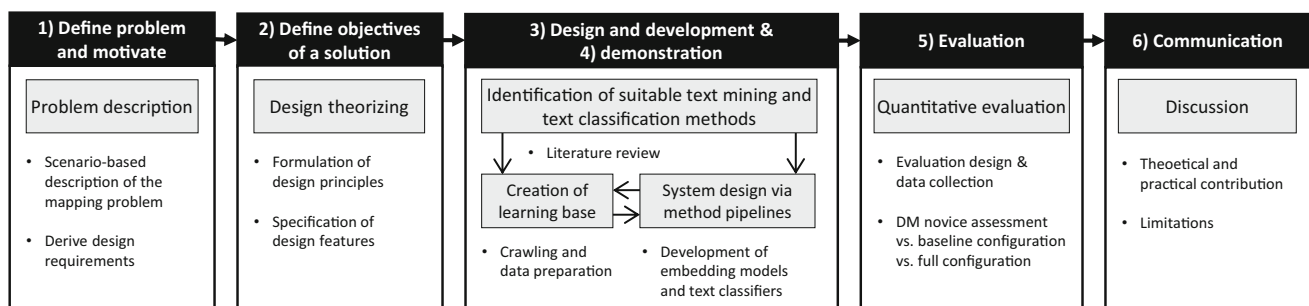 1) Define problem
and motivate
Problem description
• Scenario-based
description of the
mapping problem
• Derive design
requirements
2) Define objectives
of a solution
Design theorizing
• Formulation of
design principles
• Specification of
design features
3) Design and development &
4) demonstration
Identification of suitable text mining and
text classification methods
• Literature review
Creation of
learning base
System design via
method pipelines
• Crawling and
data preparation
• Development of
embedding models
and text classifiers
5) Evaluation
Quantitative evaluation
• Evaluation design &
data collection
• DM novice assessment
vs. baseline configuration
vs. full configuration
6) Communication
Discussion
• Theoetical and
practical contribution
• Limitations